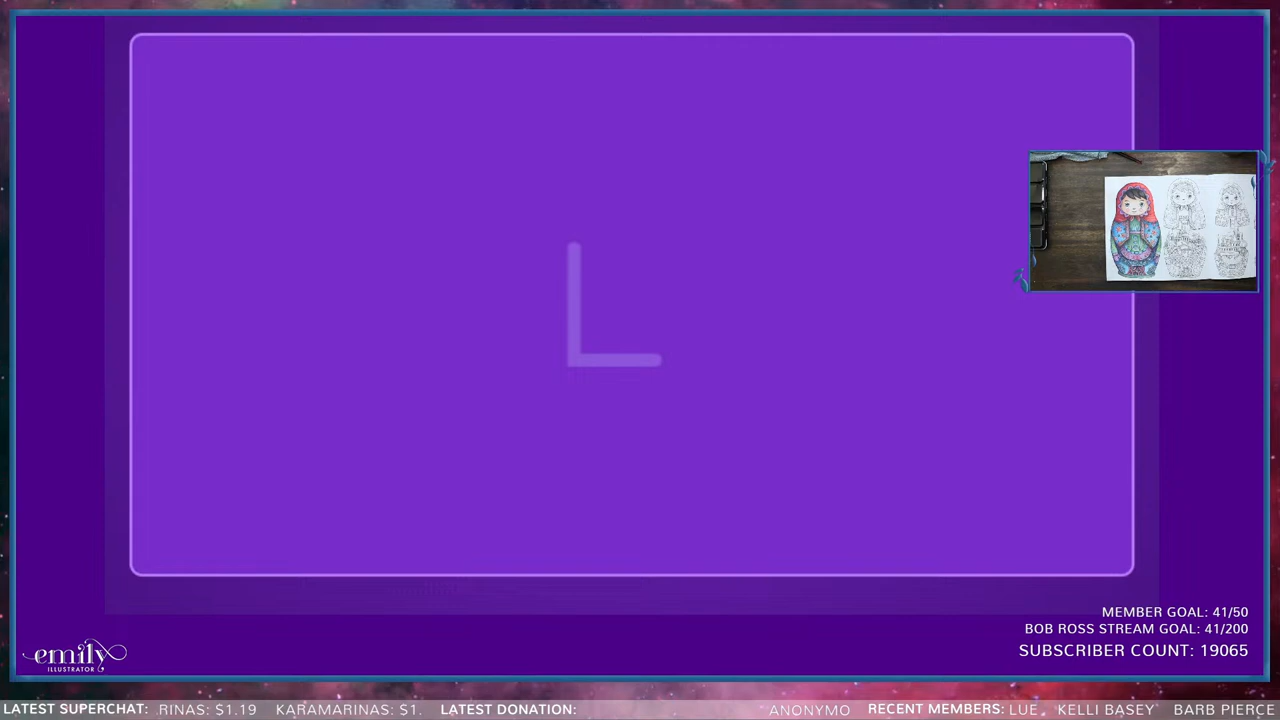 L
MEMBER GOAL: 41/50
BOB ROSS STREAM GOAL: 41/200
SUBSCRIBER COUNT: 19065
emily
ILLUSTRATOR
LATEST SUPERCHAT: .RINAS: $1.19 KARAMARINAS: $1. LATEST DONATION: ANONYMO RECENT MEMBERS: LUE KELLI BASEY BARB PIERCE